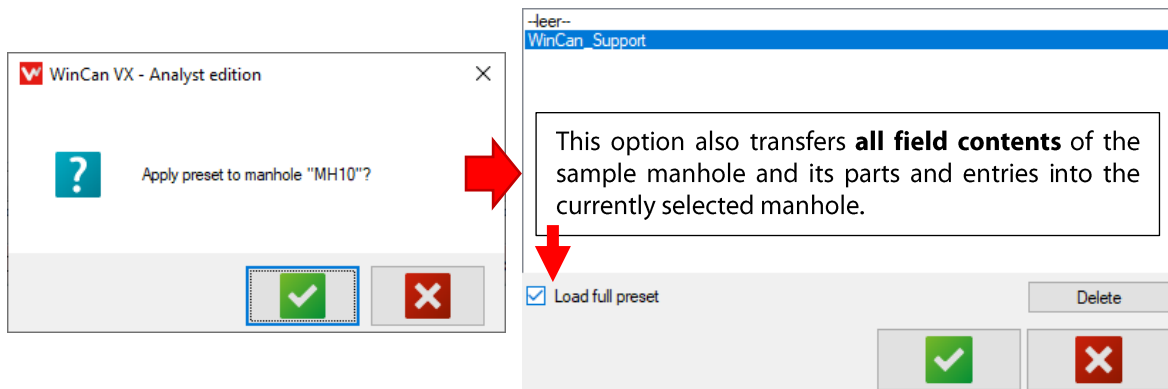 WinCan VX - Analyst edition
Apply preset to manhole "MH10"?
--leer--
WinCan_Support
This option also transfers all field contents of the
sample manhole and its parts and entries into the
currently selected manhole.
Load full preset
Delete